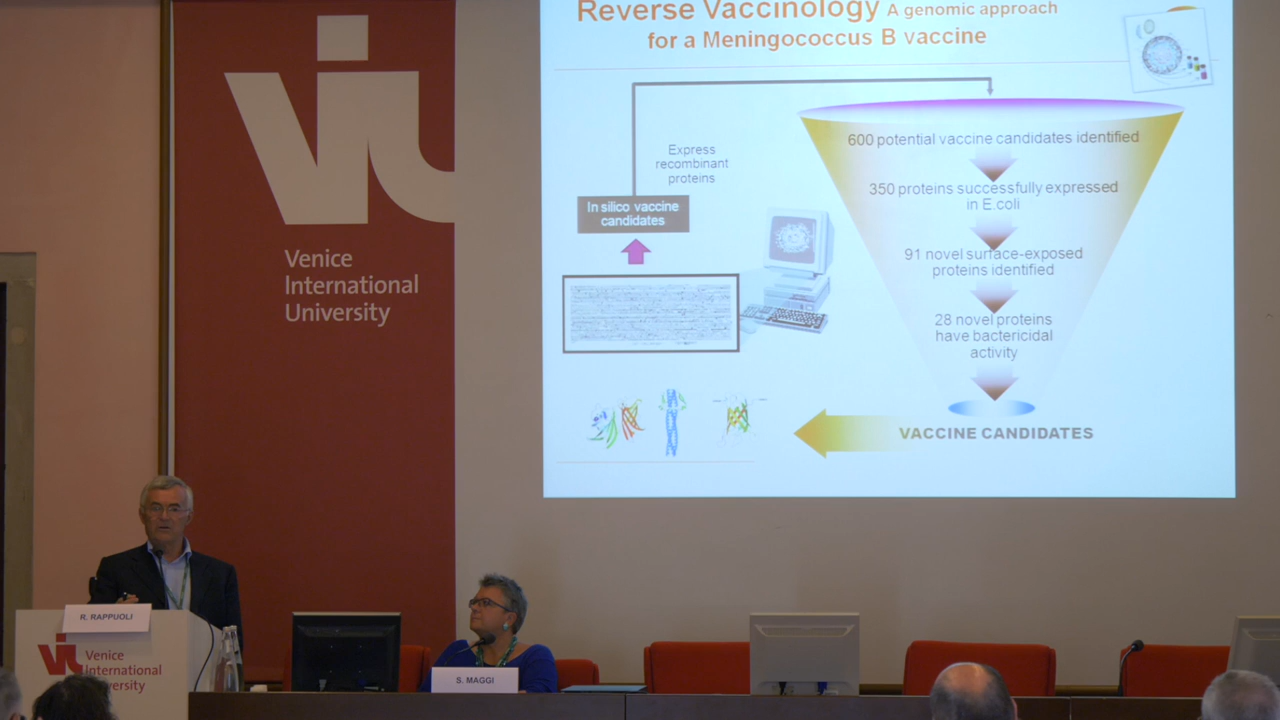 Reverse Vaccinology A genomic approach
for a Meningococcus B vaccine
600 potential vaccine candidates identified
Express
recombinant
proteins
350 proteins successfully expressed
in E.coli
In silico vaccine
candidates
91 novel surface-exposed
proteins identified
28 novel proteins
have bactericidal
activity
VACCINE CANDIDATES
viu
Venice
International
University
R. RAPPUOLI
Venice
International
ersity
S. MAGGI